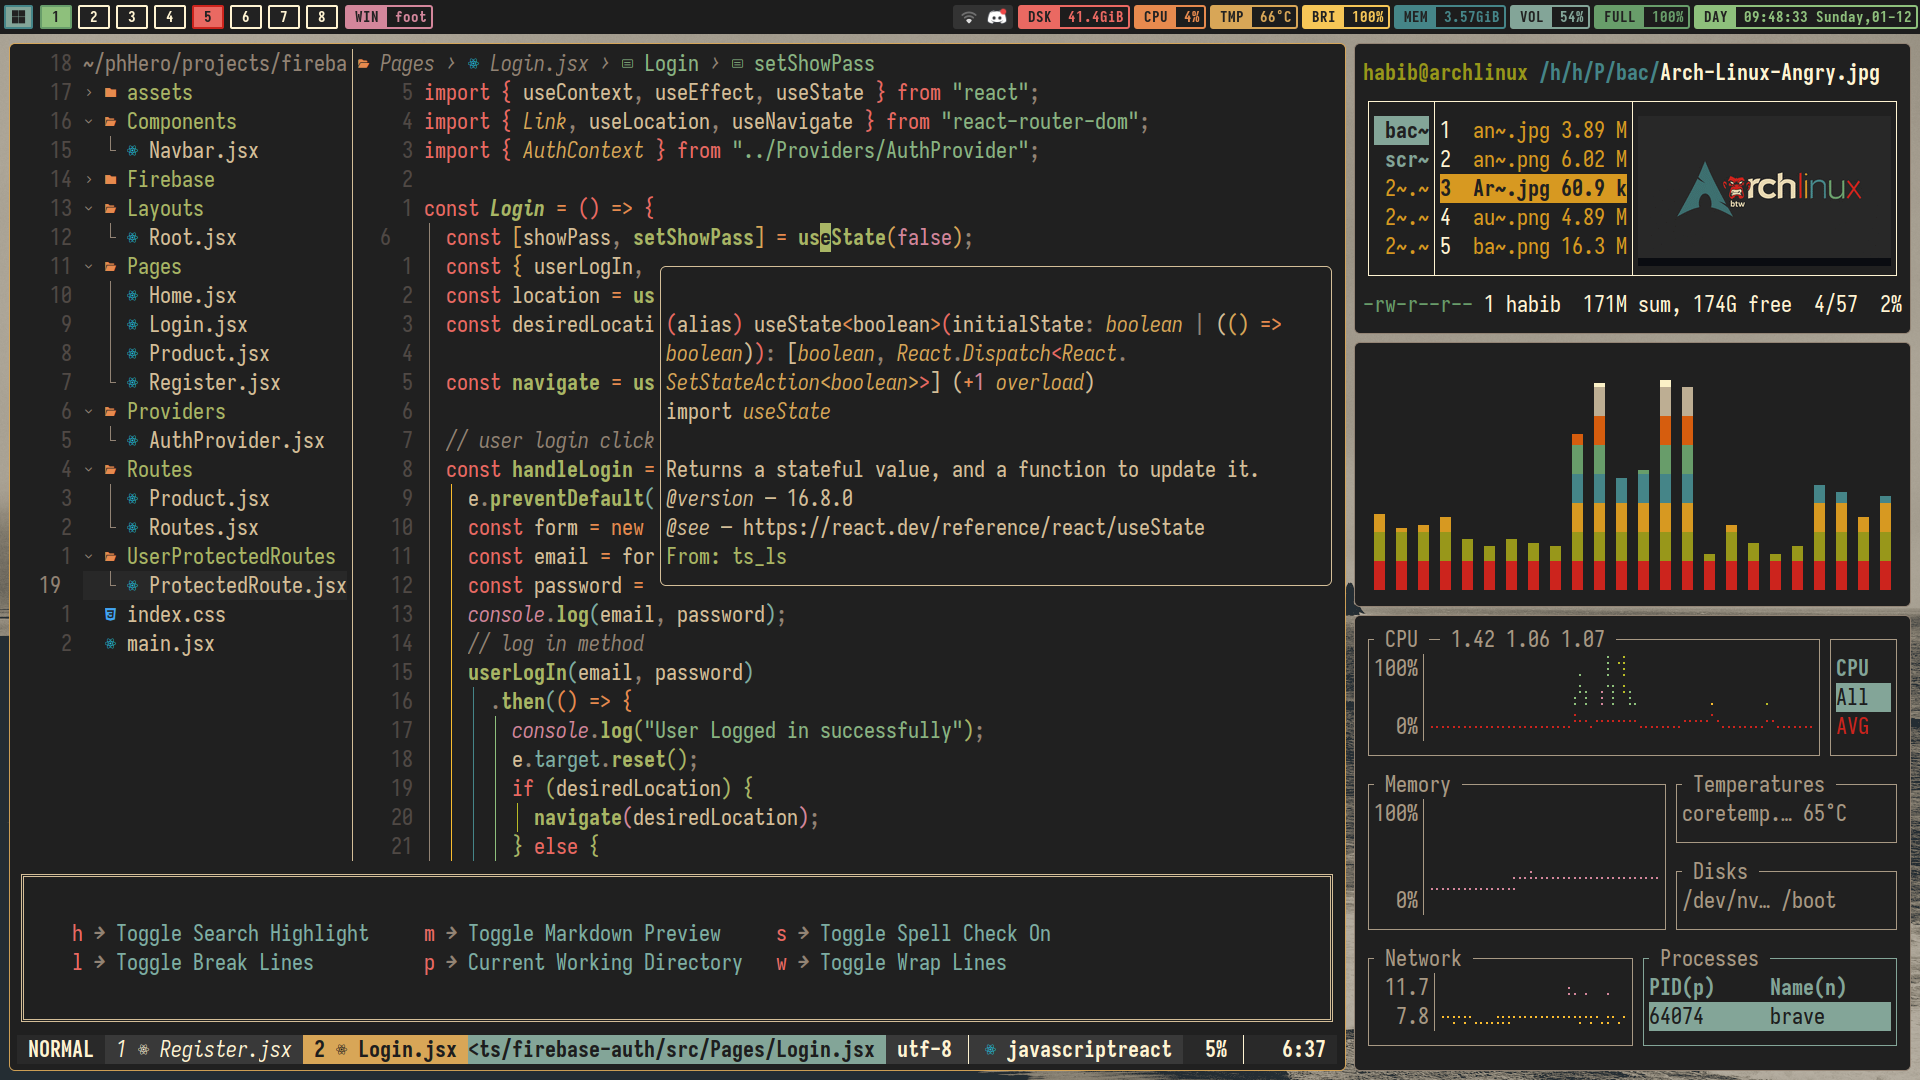 1 2 3 4 5 6 7 8 WIN foot DSK 41.4GiB CPU 4% TMP 66°C BRI 100% MEM 3.57GiB VOL 54% FULL 100% DAY 09:48:33 Sunday,01-12
18 ~/phHero/projects/fireba
17 › assets
16 Components
15 Navbar.jsx
14 › Firebase
13 Layouts
12 Root.jsx
11 Pages
10 Home.jsx
9 Login.jsx
8 Product.jsx
7 Register.jsx
6 Providers
5 AuthProvider.jsx
4 Routes
3 Product.jsx
2 Routes.jsx
1 UserProtectedRoutes
19 ProtectedRoute.jsx
1 index.css
2 main.jsx
Pages › Login.jsx › Login › setShowPass
5 import { useContext, useEffect, useState } from "react";
4 import { Link, useLocation, useNavigate } from "react-router-dom";
3 import { AuthContext } from "../Providers/AuthProvider";
2
1 const Login = () => {
6 const [showPass, setShowPass] = useState(false);
1 const { userLogIn,
2 const location = us
3 const desiredLocati
4
5 const navigate = us
6
7 // user login click
8 const handleLogin =
9 e.preventDefault(
10 const form = new
11 const email = for
12 const password =
13 console.log(email, password);
14 // log in method
15 userLogIn(email, password)
16 .then(() => {
17 console.log("User Logged in successfully");
18 e.target.reset();
19 if (desiredLocation) {
20 navigate(desiredLocation);
21 } else {
(alias) useState<boolean>(initialState: boolean | (() =>
boolean)): [boolean, React.Dispatch<React.
SetStateAction<boolean>>] (+1 overload)
import useState
Returns a stateful value, and a function to update it.
@version — 16.8.0
@see — https://react.dev/reference/react/useState
From: ts_ls
h → Toggle Search Highlight m → Toggle Markdown Preview s → Toggle Spell Check On
l → Toggle Break Lines p → Current Working Directory w → Toggle Wrap Lines
NORMAL 1 Register.jsx 2 Login.jsx <ts/firebase-auth/src/Pages/Login.jsx utf-8 javascriptreact 5% 6:37
habib@archlinux /h/h/P/bac/Arch-Linux-Angry.jpg
bac~ 1 an~.jpg 3.89 M
scr~ 2 an~.png 6.02 M
2~.~ 3 Ar~.jpg 60.9 k
2~.~ 4 au~.png 4.89 M
2~.~ 5 ba~.png 16.3 M
rchlinux
btw
-rw-r--r-- 1 habib 171M sum, 174G free 4/57 2%
CPU — 1.42 1.06 1.07
100%
0%
CPU
All
AVG
Memory
100%
0%
Temperatures
coretemp.… 65°C
Disks
/dev/nv… /boot
Network
11.7
7.8
Processes
PID(p) Name(n)
64074 brave